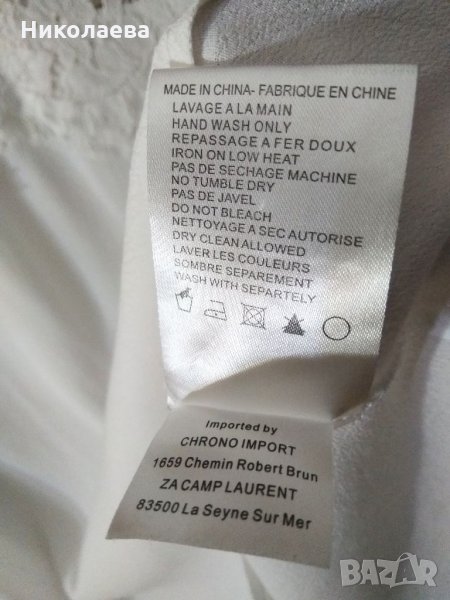 Николаева
MADE IN CHINA- FABRIQUE EN CHINE
LAVAGE A LA MAIN
HAND WASH ONLY
REPASSAGE A FER DOUX
IRON ON LOW HEAT
PAS DE SECHAGE MACHINE
NO TUMBLE DRY
PAS DE JAVEL
DO NOT BLEACH
NETTOYAGE A SEC AUTORISE
DRY CLEAN ALLOWED
LAVER LES COULEURS
SOMBRE SEPAREMENT
WASH WITH SEPARTELY
Imported by
CHRONO IMPORT
1659 Chemin Robert Brun
ZA CAMP LAURENT
83500 La Seyne Sur Mer
BAZAR